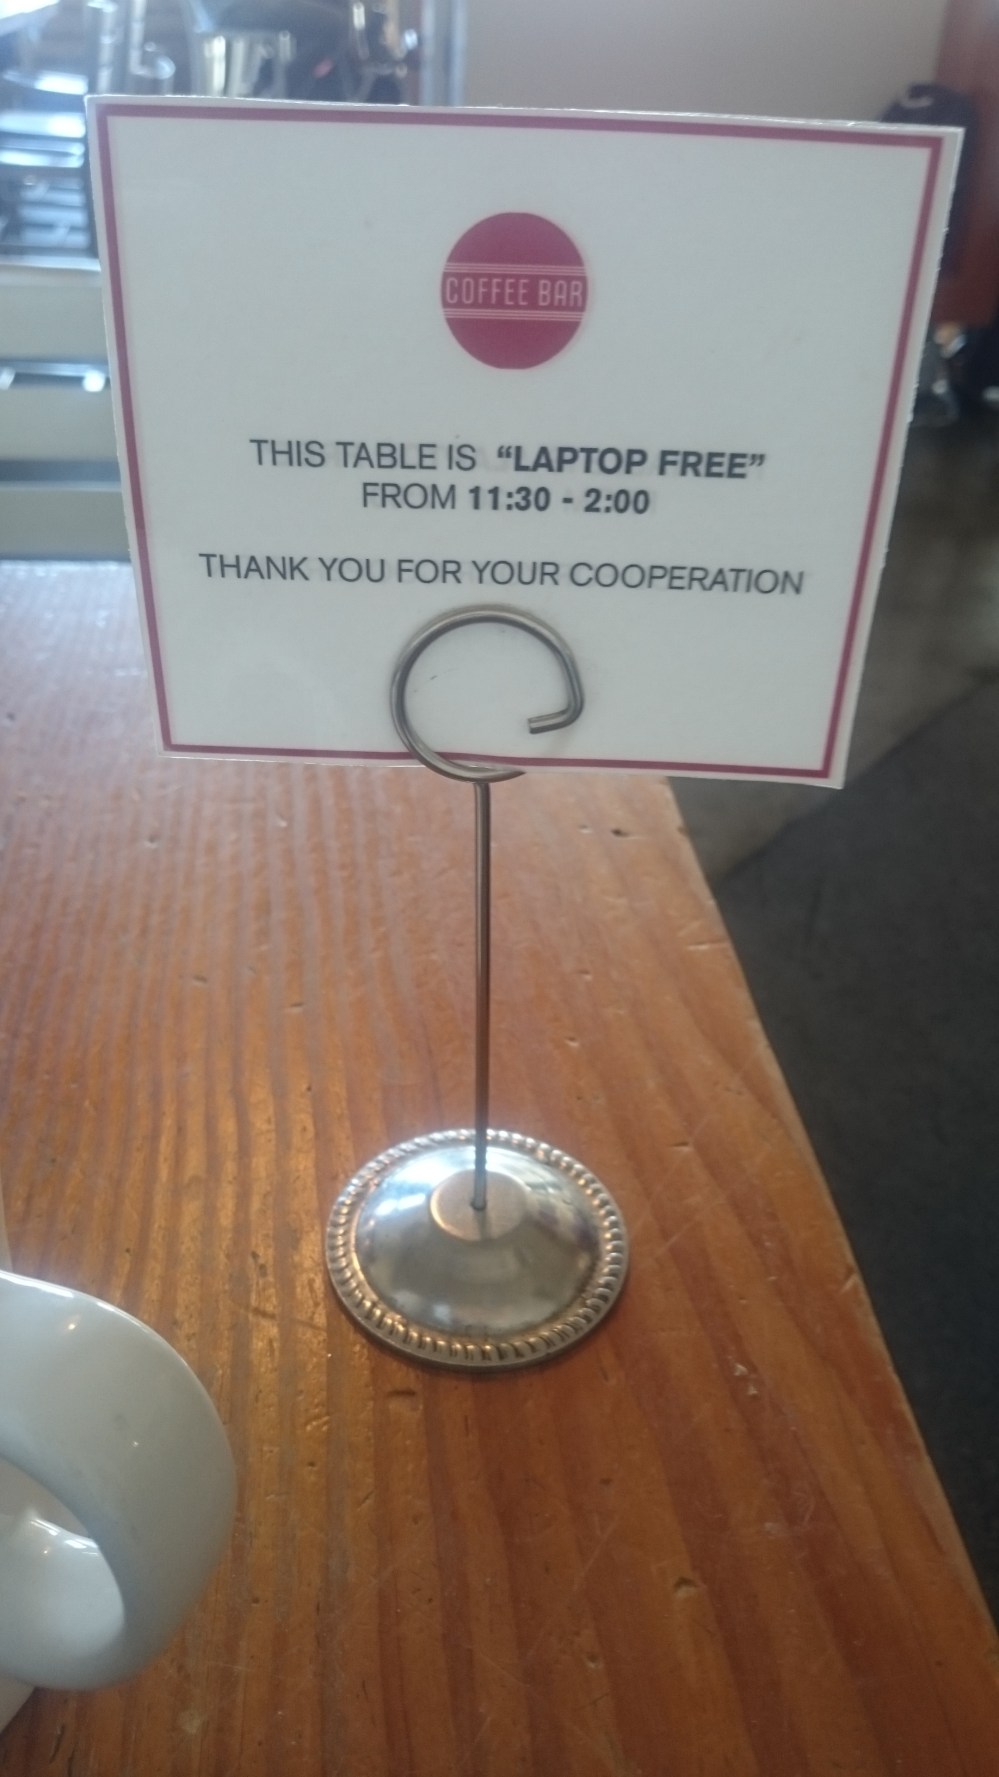 COFFEE BAR
THIS TABLE IS "LAPTOP FREE"
FROM 11:30 - 2:00
THANK YOU FOR YOUR COOPERATION